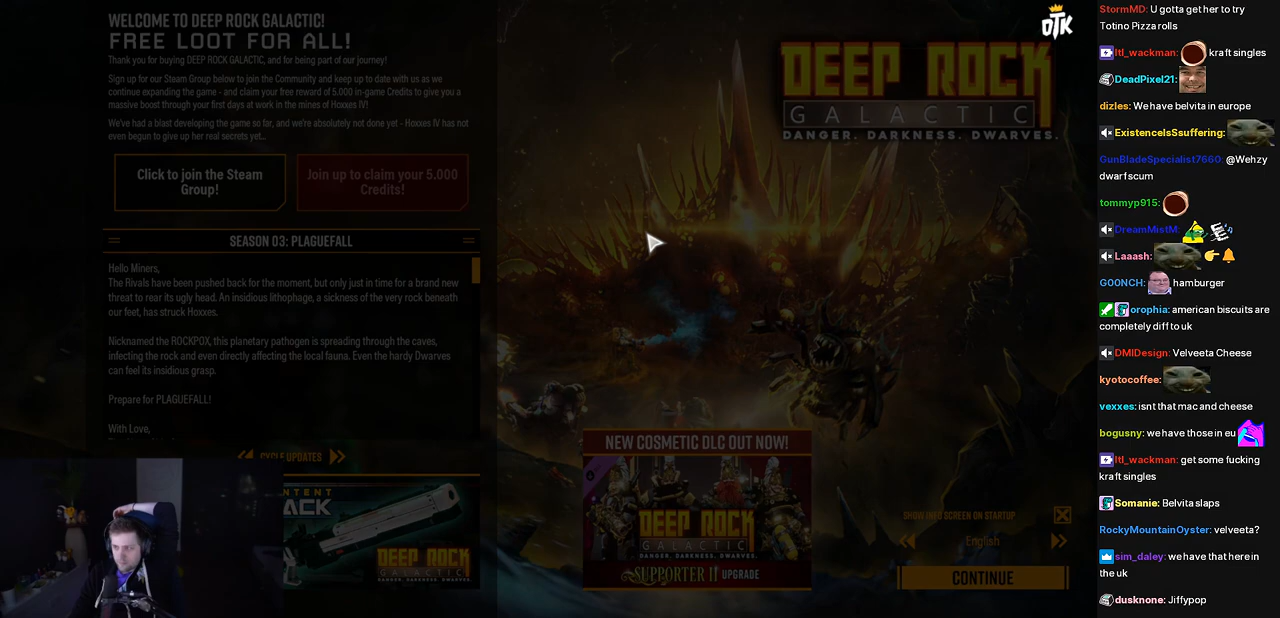 WELCOME TO DEEP ROCK GALACTIC!
FREE LOOT FOR ALL!
Thank you for buying DEEP ROCK GALACTIC, and for being part of our journey!
Sign up for our Steam Group below to join the Community and keep up to date with us as we
continue expanding the game - and claim your free reward of 5.000 in-game Credits to give you a
massive boost through your first days at work in the mines of Hoxxes IV!
We've had a blast developing the game so far, and we're absolutely not done yet - Hoxxes IV has not
even begun to give up her real secrets yet...
Click to join the Steam
Group!
Join up to claim your 5.000
Credits!
SEASON 03: PLAGUEFALL
Hello Miners,
The Rivals have been pushed back for the moment, but only just in time for a brand new
threat to rear its ugly head. An insidious lithophage, a sickness of the very rock beneath
our feet, has struck Hoxxes.
Nicknamed the ROCKPOX, this planetary pathogen is spreading through the caves,
infecting the rock and even directly affecting the local fauna. Even the hardy Dwarves
can feel its insidious grasp.
Prepare for PLAGUEFALL!
With Love,
CYCLE UPDATES
NTENT
ACK
DEEP ROCK
GALACTIC
OTK
DEEP ROCK
GALACTIC
DANGER. DARKNESS. DWARVES.
NEW COSMETIC DLC OUT NOW!
DEEP ROCK
GALACTIC
DANGER. DARKNESS. DWARVES.
SUPPORTER II UPGRADE
SHOW INFO SCREEN ON STARTUP
English
CONTINUE
StormMD: U gotta get her to try
Totino Pizza rolls
ltl_wackman: kraft singles
DeadPixel21:
dizles: We have belvita in europe
ExistenceIsSsuffering:
GunBladeSpecialist7660: @Wehzy
dwarfscum
tommyp915:
DreamMistM:
Laaash:
G00NCH: hamburger
orophia: american biscuits are
completely diff to uk
DMIDesign: Velveeta Cheese
kyotocoffee:
vexxes: isnt that mac and cheese
bogusny: we have those in eu
ltl_wackman: get some fucking
kraft singles
Somanie: Belvita slaps
RockyMountainOyster: velveeta?
sim_daley: we have that here in
the uk
dusknone: Jiffypop